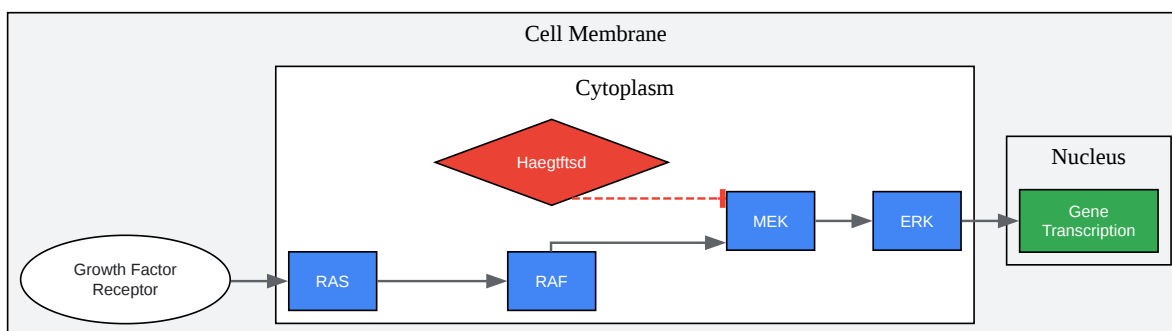 Cell Membrane
Cytoplasm
Haegtftsd
Nucleus
MEK
ERK
Gene
Transcription
Growth Factor
Receptor
RAS
RAF